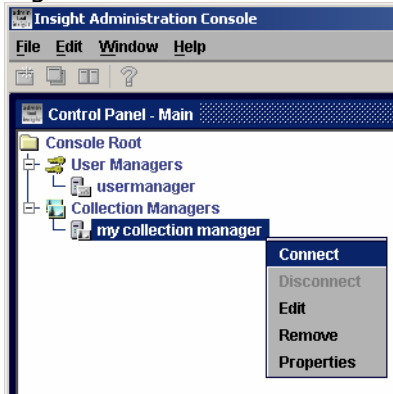 Insight Administration Console
File Edit Window Help
Control Panel - Main
Console Root
User Managers
usermanager
Collection Managers
my collection manager
Connect
Disconnect
Edit
Remove
Properties